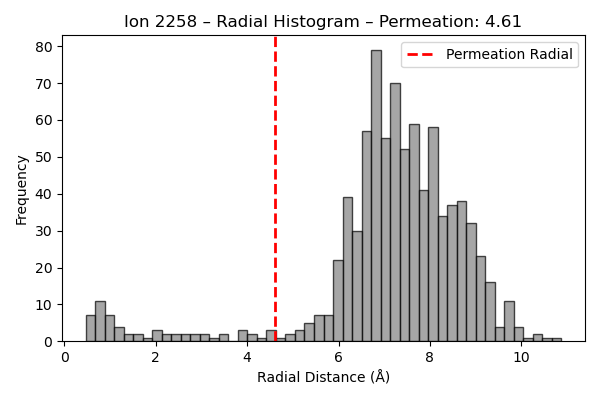 Ion 2258 – Radial Histogram – Permeation: 4.61
Permeation Radial
Frequency
80
70
60
50
40
30
20
10
0
0 2 4 6 8 10
Radial Distance (Å)